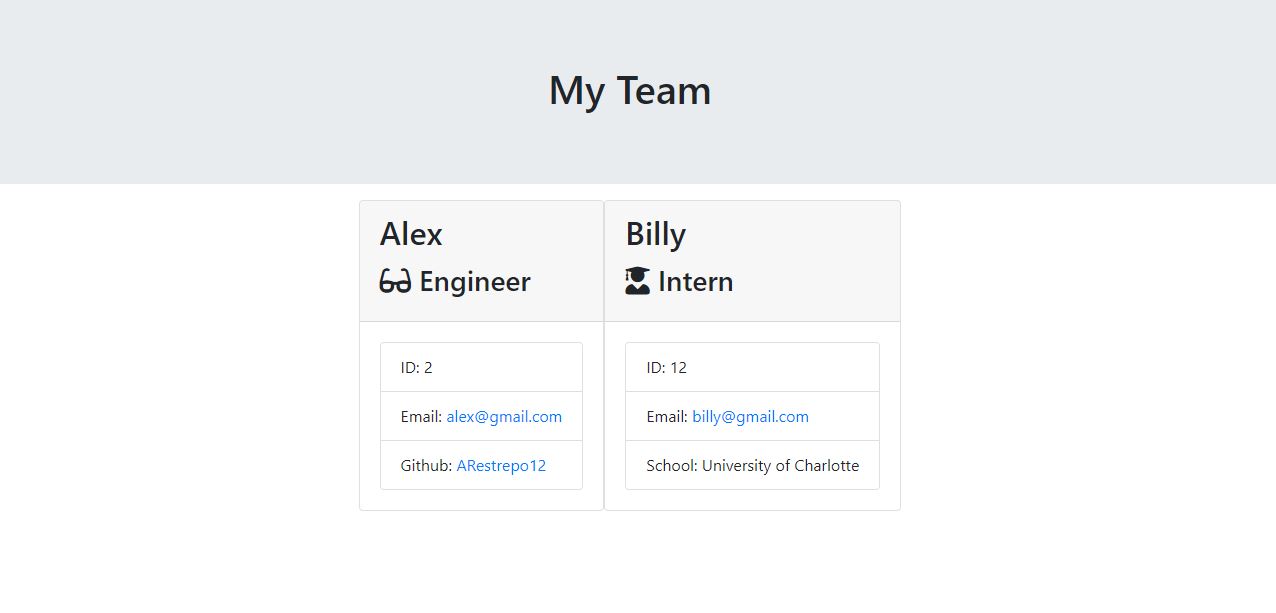 My Team
Alex
Engineer
ID: 2
Email: alex@gmail.com
Github: ARestrepo12
Billy
Intern
ID: 12
Email: billy@gmail.com
School: University of Charlotte